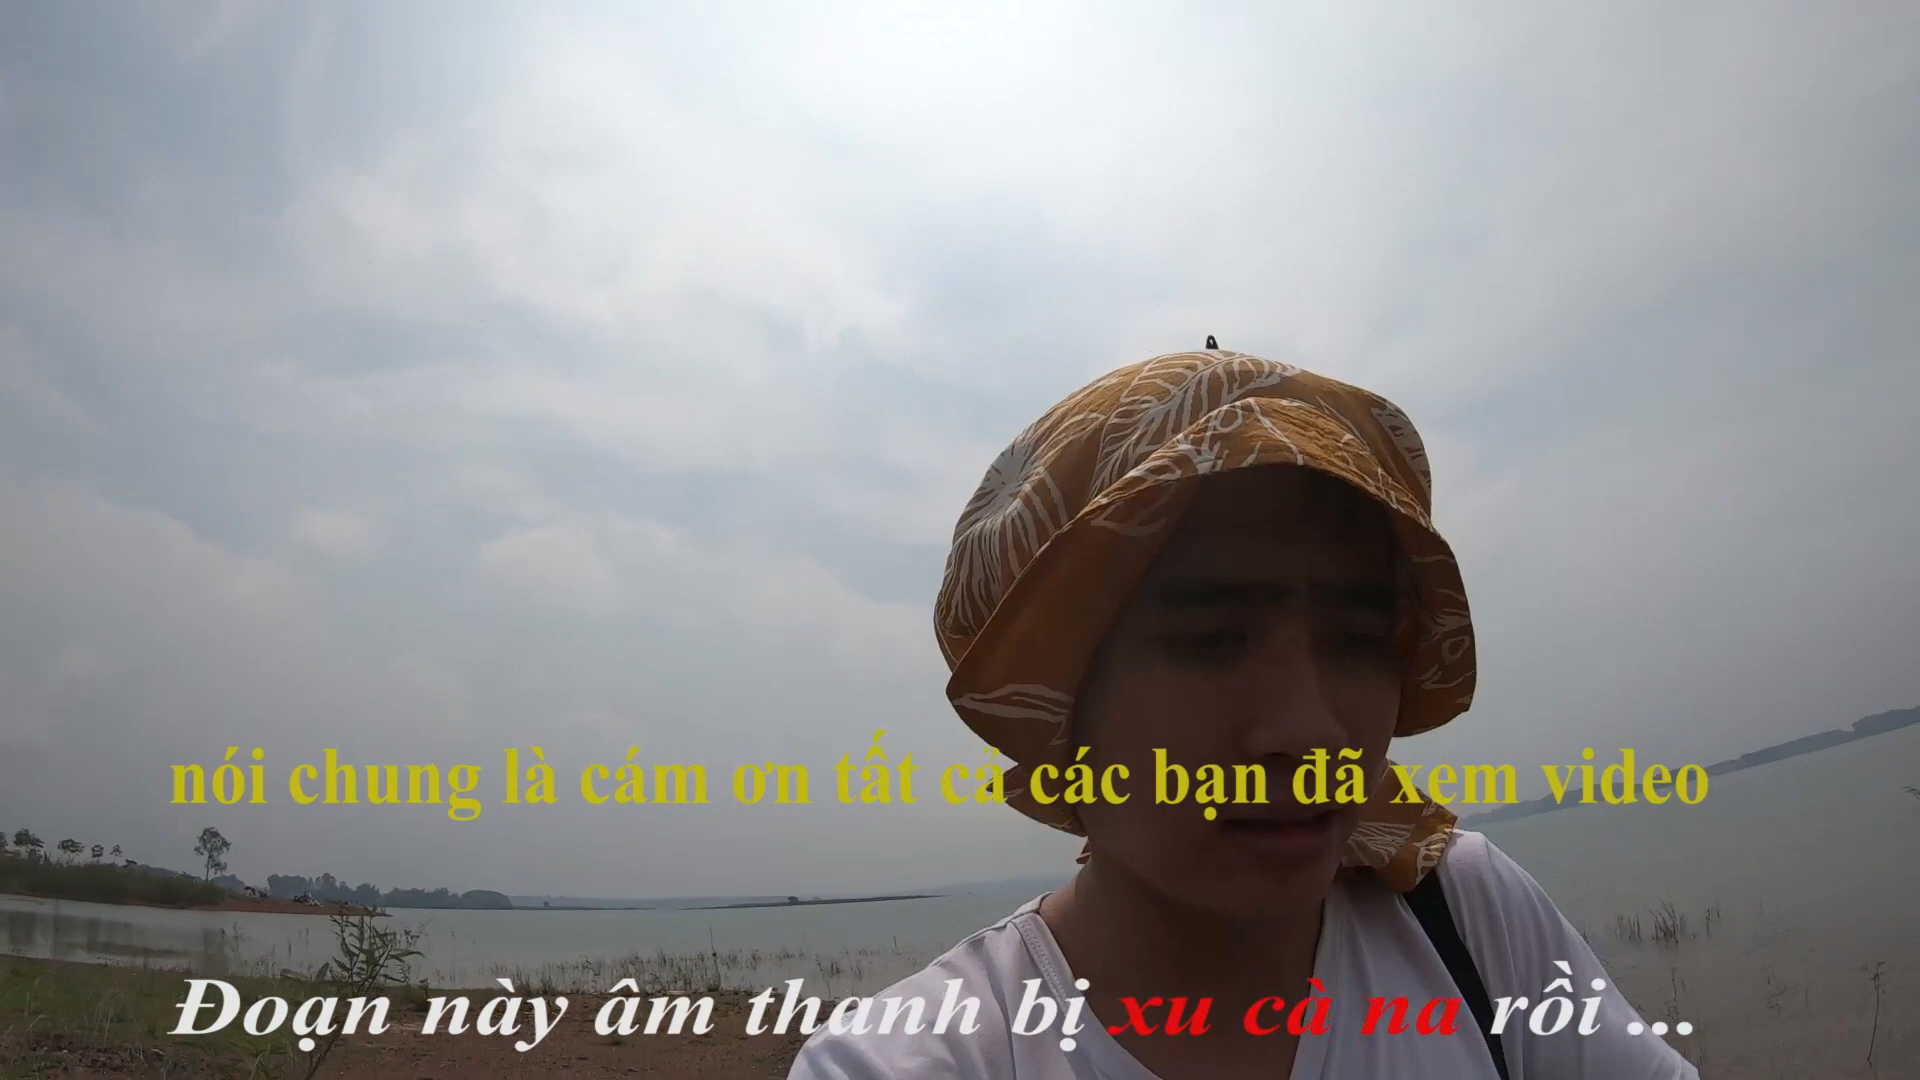 nói chung là cám ơn tất cả các bạn đã xem video
Đoạn này âm thanh bị xu cà na rồi ...